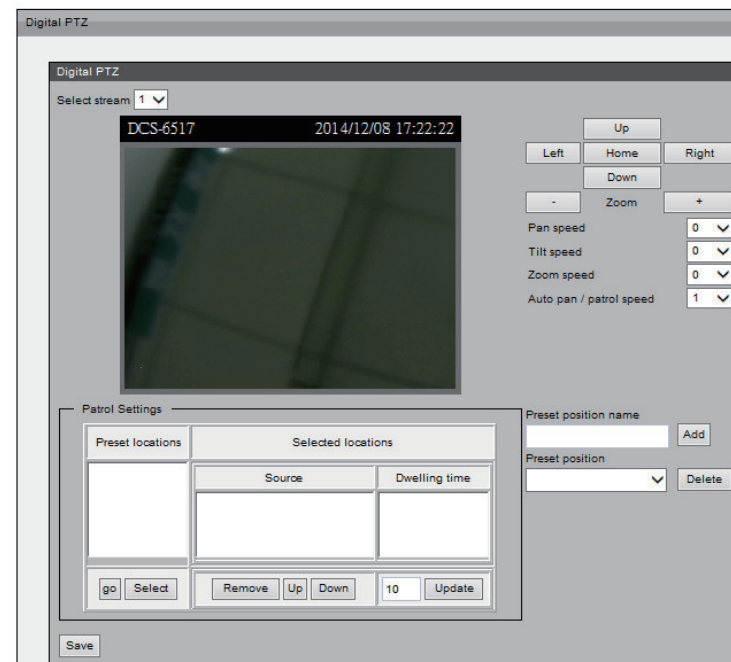 Digital PTZ
Digital PTZ
Select stream 1
DCS-6517 2014/12/08 17:22:22
Up
Left Home Right
Down
- Zoom +
Pan speed 0
Tilt speed 0
Zoom speed 0
Auto pan / patrol speed 1
Patrol Settings
Preset locations Selected locations
Source Dwelling time
go Select Remove Up Down 10 Update
Preset position name
Add
Preset position
Delete
Save